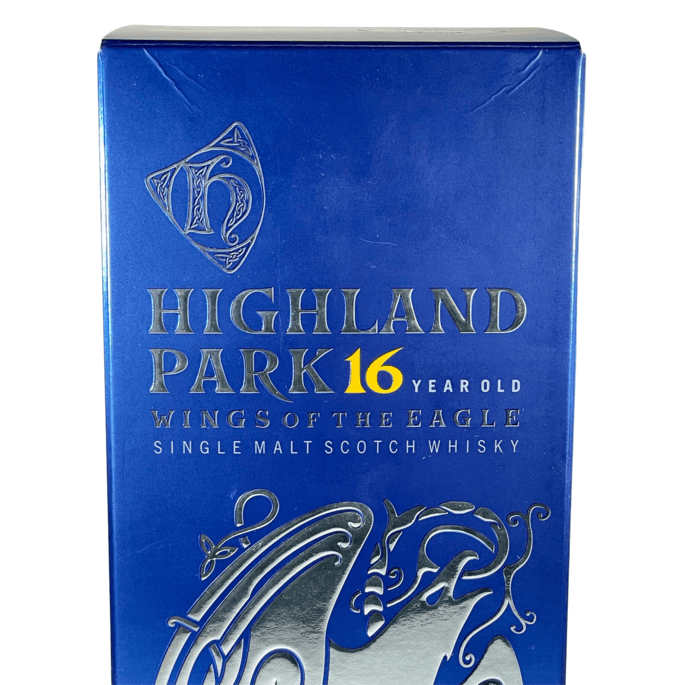 H
HIGHLAND
PARK 16 YEAR OLD
WINGS OF THE EAGLE
SINGLE MALT SCOTCH WHISKY